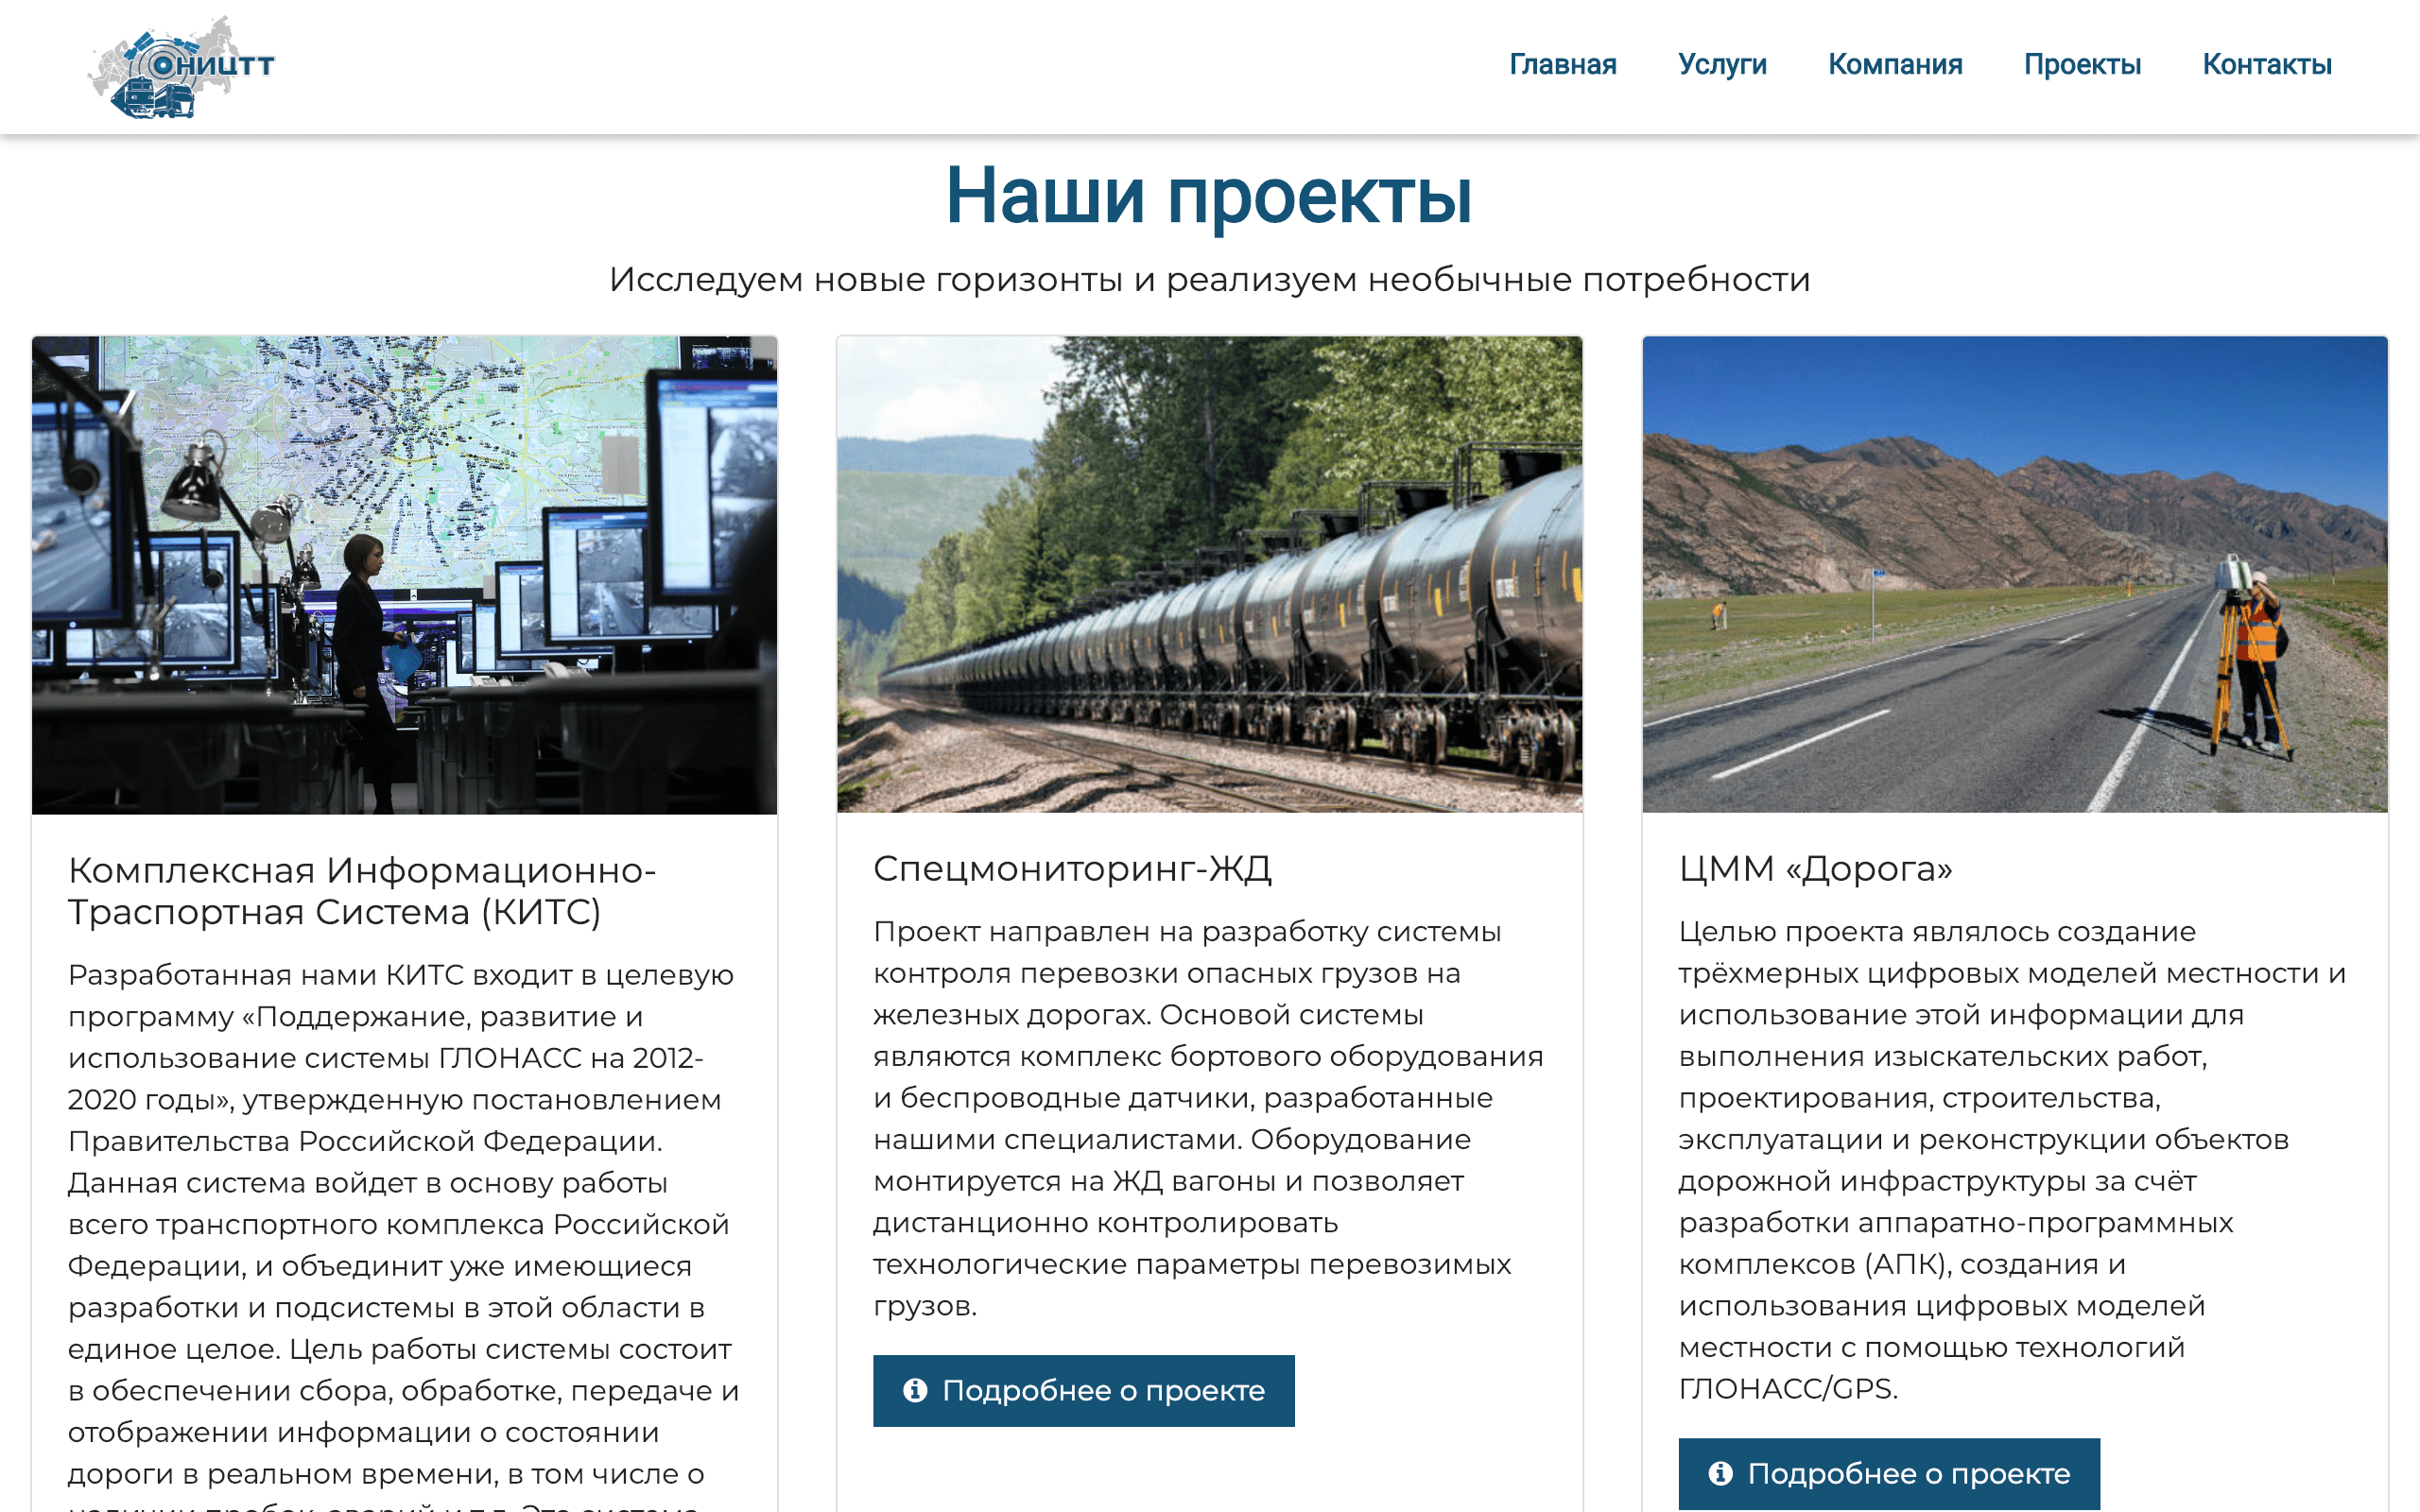 ОНИЦТТ
Главная
Услуги
Компания
Проекты
Контакты
Наши проекты
Исследуем новые горизонты и реализуем необычные потребности
Комплексная Информационно-
Траспортная Система (КИТС)
Разработанная нами КИТС входит в целевую
программу «Поддержание, развитие и
использование системы ГЛОНАСС на 2012-
2020 годы», утвержденную постановлением
Правительства Российской Федерации.
Данная система войдет в основу работы
всего транспортного комплекса Российской
Федерации, и объединит уже имеющиеся
разработки и подсистемы в этой области в
единое целое. Цель работы системы состоит
в обеспечении сбора, обработке, передаче и
отображении информации о состоянии
дороги в реальном времени, в том числе о
Спецмониторинг-ЖД
Проект направлен на разработку системы
контроля перевозки опасных грузов на
железных дорогах. Основой системы
являются комплекс бортового оборудования
и беспроводные датчики, разработанные
нашими специалистами. Оборудование
монтируется на ЖД вагоны и позволяет
дистанционно контролировать
технологические параметры перевозимых
грузов.
Подробнее о проекте
ЦММ «Дорога»
Целью проекта являлось создание
трёхмерных цифровых моделей местности и
использование этой информации для
выполнения изыскательских работ,
проектирования, строительства,
эксплуатации и реконструкции объектов
дорожной инфраструктуры за счёт
разработки аппаратно-программных
комплексов (АПК), создания и
использования цифровых моделей
местности с помощью технологий
ГЛОНАСС/GPS.
Подробнее о проекте